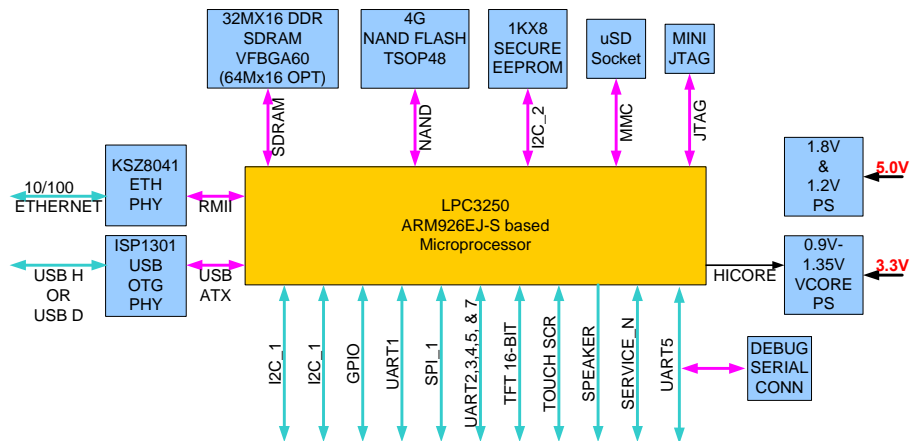 32MX16 DDR
SDRAM
VFBGA60
(64Mx16 OPT)
4G
NAND FLASH
TSOP48
1KX8
SECURE
EEPROM
uSD
Socket
MINI
JTAG
SDRAM
NAND
I2C_2
MMC
JTAG
KSZ8041
ETH
PHY
10/100
ETHERNET
RMII
LPC3250
ARM926EJ-S based
Microprocessor
1.8V
&
1.2V
PS
5.0V
ISP1301
USB
OTG
PHY
USB H
OR
USB D
USB
ATX
HICORE
0.9V-
1.35V
VCORE
PS
3.3V
I2C_1
I2C_1
GPIO
UART1
SPI_1
UART2,3,4,5, & 7
TFT 16-BIT
TOUCH SCR
SPEAKER
SERVICE_N
UART5
DEBUG
SERIAL
CONN